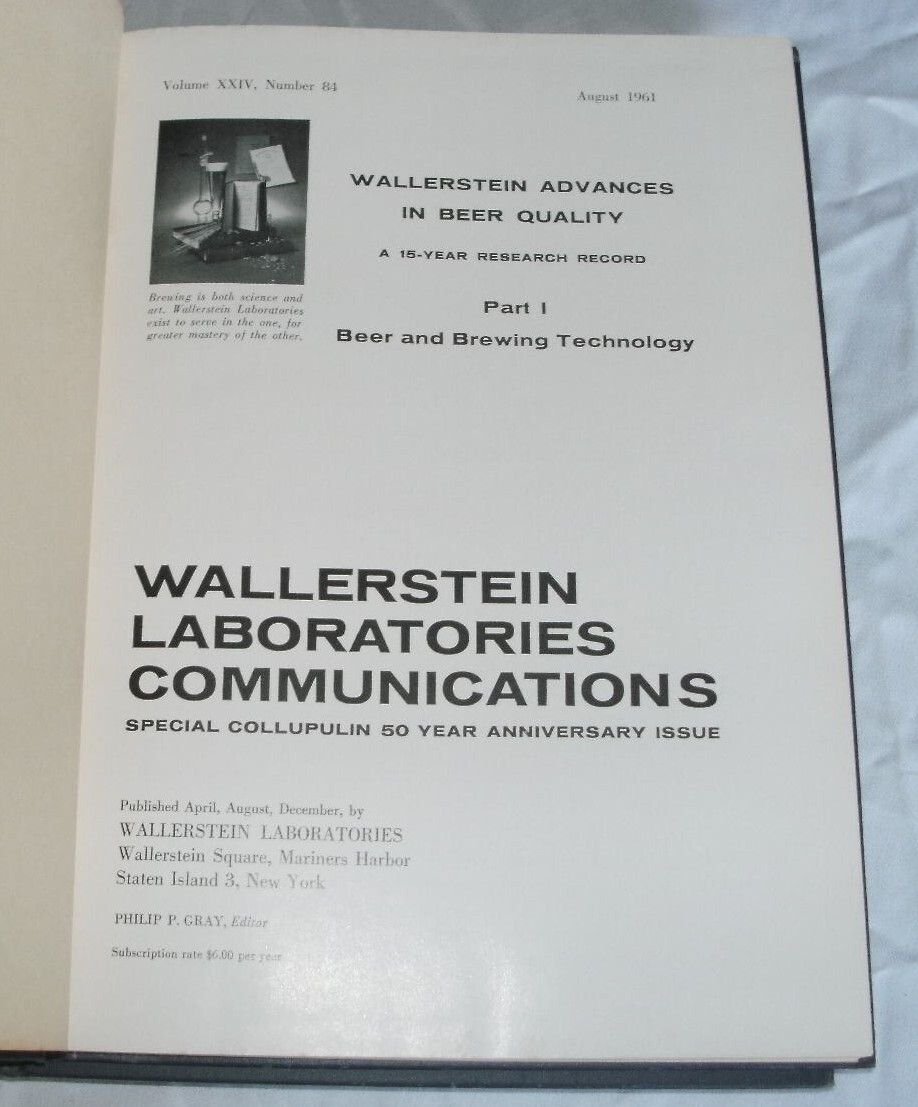 Volume XXIV, Number 84
August 1961
WALLERSTEIN ADVANCES
IN BEER QUALITY
A 15-YEAR RESEARCH RECORD
Part I
Beer and Brewing Technology
Brewing is both science and
art. Wallerstein Laboratories
exist to serve in the one, for
greater mastery of the other.
WALLERSTEIN
LABORATORIES
COMMUNICATIONS
SPECIAL COLLUPULIN 50 YEAR ANNIVERSARY ISSUE
Published April, August, December, by
WALLERSTEIN LABORATORIES
Wallerstein Square, Mariners Harbor
Staten Island 3, New York
PHILIP P. GRAY, Editor
Subscription rate $6.00 per year